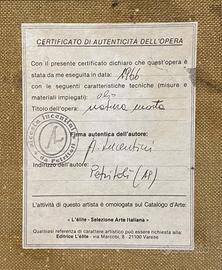 CERTIFICATO DI AUTENTICITÀ DELL'OPERA
Con il presente certificato dichiaro che quest'opera è
stata da me eseguita in data: 1966
con le seguenti caratteristiche tecniche (misure e
materiali impiegati): olio
Titolo dell'opera: natura morta
Firma autentica dell'autore:
A. Lucentini
Indirizzo dell'autore:
Petritoli (AP)
L'attività di questo artista è omologata sul Catalogo d'Arte:
« L'élite - Selezione Arte Italiana »
Qualsiasi referenza di carattere artistico può essere richiesta alla:
Editrice L'élite - via Marcobi, 8 - 21100 Varese